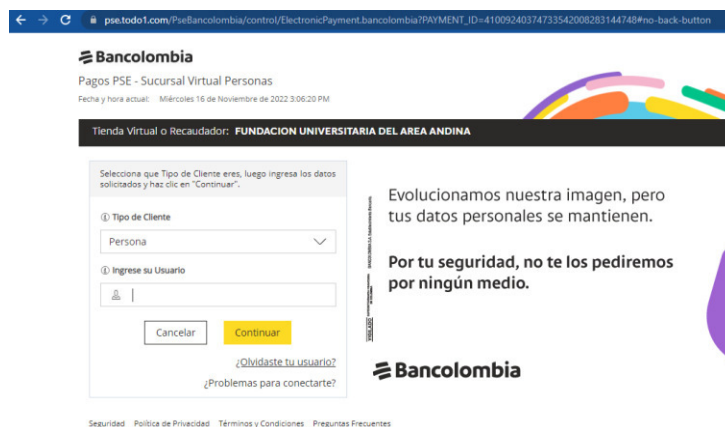 pse.todo1.com/PseBancolombia/control/ElectronicPayment.bancolombia?PAYMENT_ID=4100924037473354200828314474​8#no-back-button
Bancolombia
Pagos PSE - Sucursal Virtual Personas
Fecha y hora actual: Miércoles 16 de Noviembre de 2022 3:06:20 PM
Tienda Virtual o Recaudador: FUNDACION UNIVERSITARIA DEL AREA ANDINA
Selecciona que Tipo de Cliente eres, luego ingresa los datos
solicitados y haz clic en "Continuar".
Tipo de Cliente
Persona
Ingrese su Usuario
Cancelar
Continuar
¿Olvidaste tu usuario?
¿Problemas para conectarte?
Evolucionamos nuestra imagen, pero
tus datos personales se mantienen.
Por tu seguridad, no te los pediremos
por ningún medio.
VIGILADO
Bancolombia
Seguridad Política de Privacidad Términos y Condiciones Preguntas Frecuentes